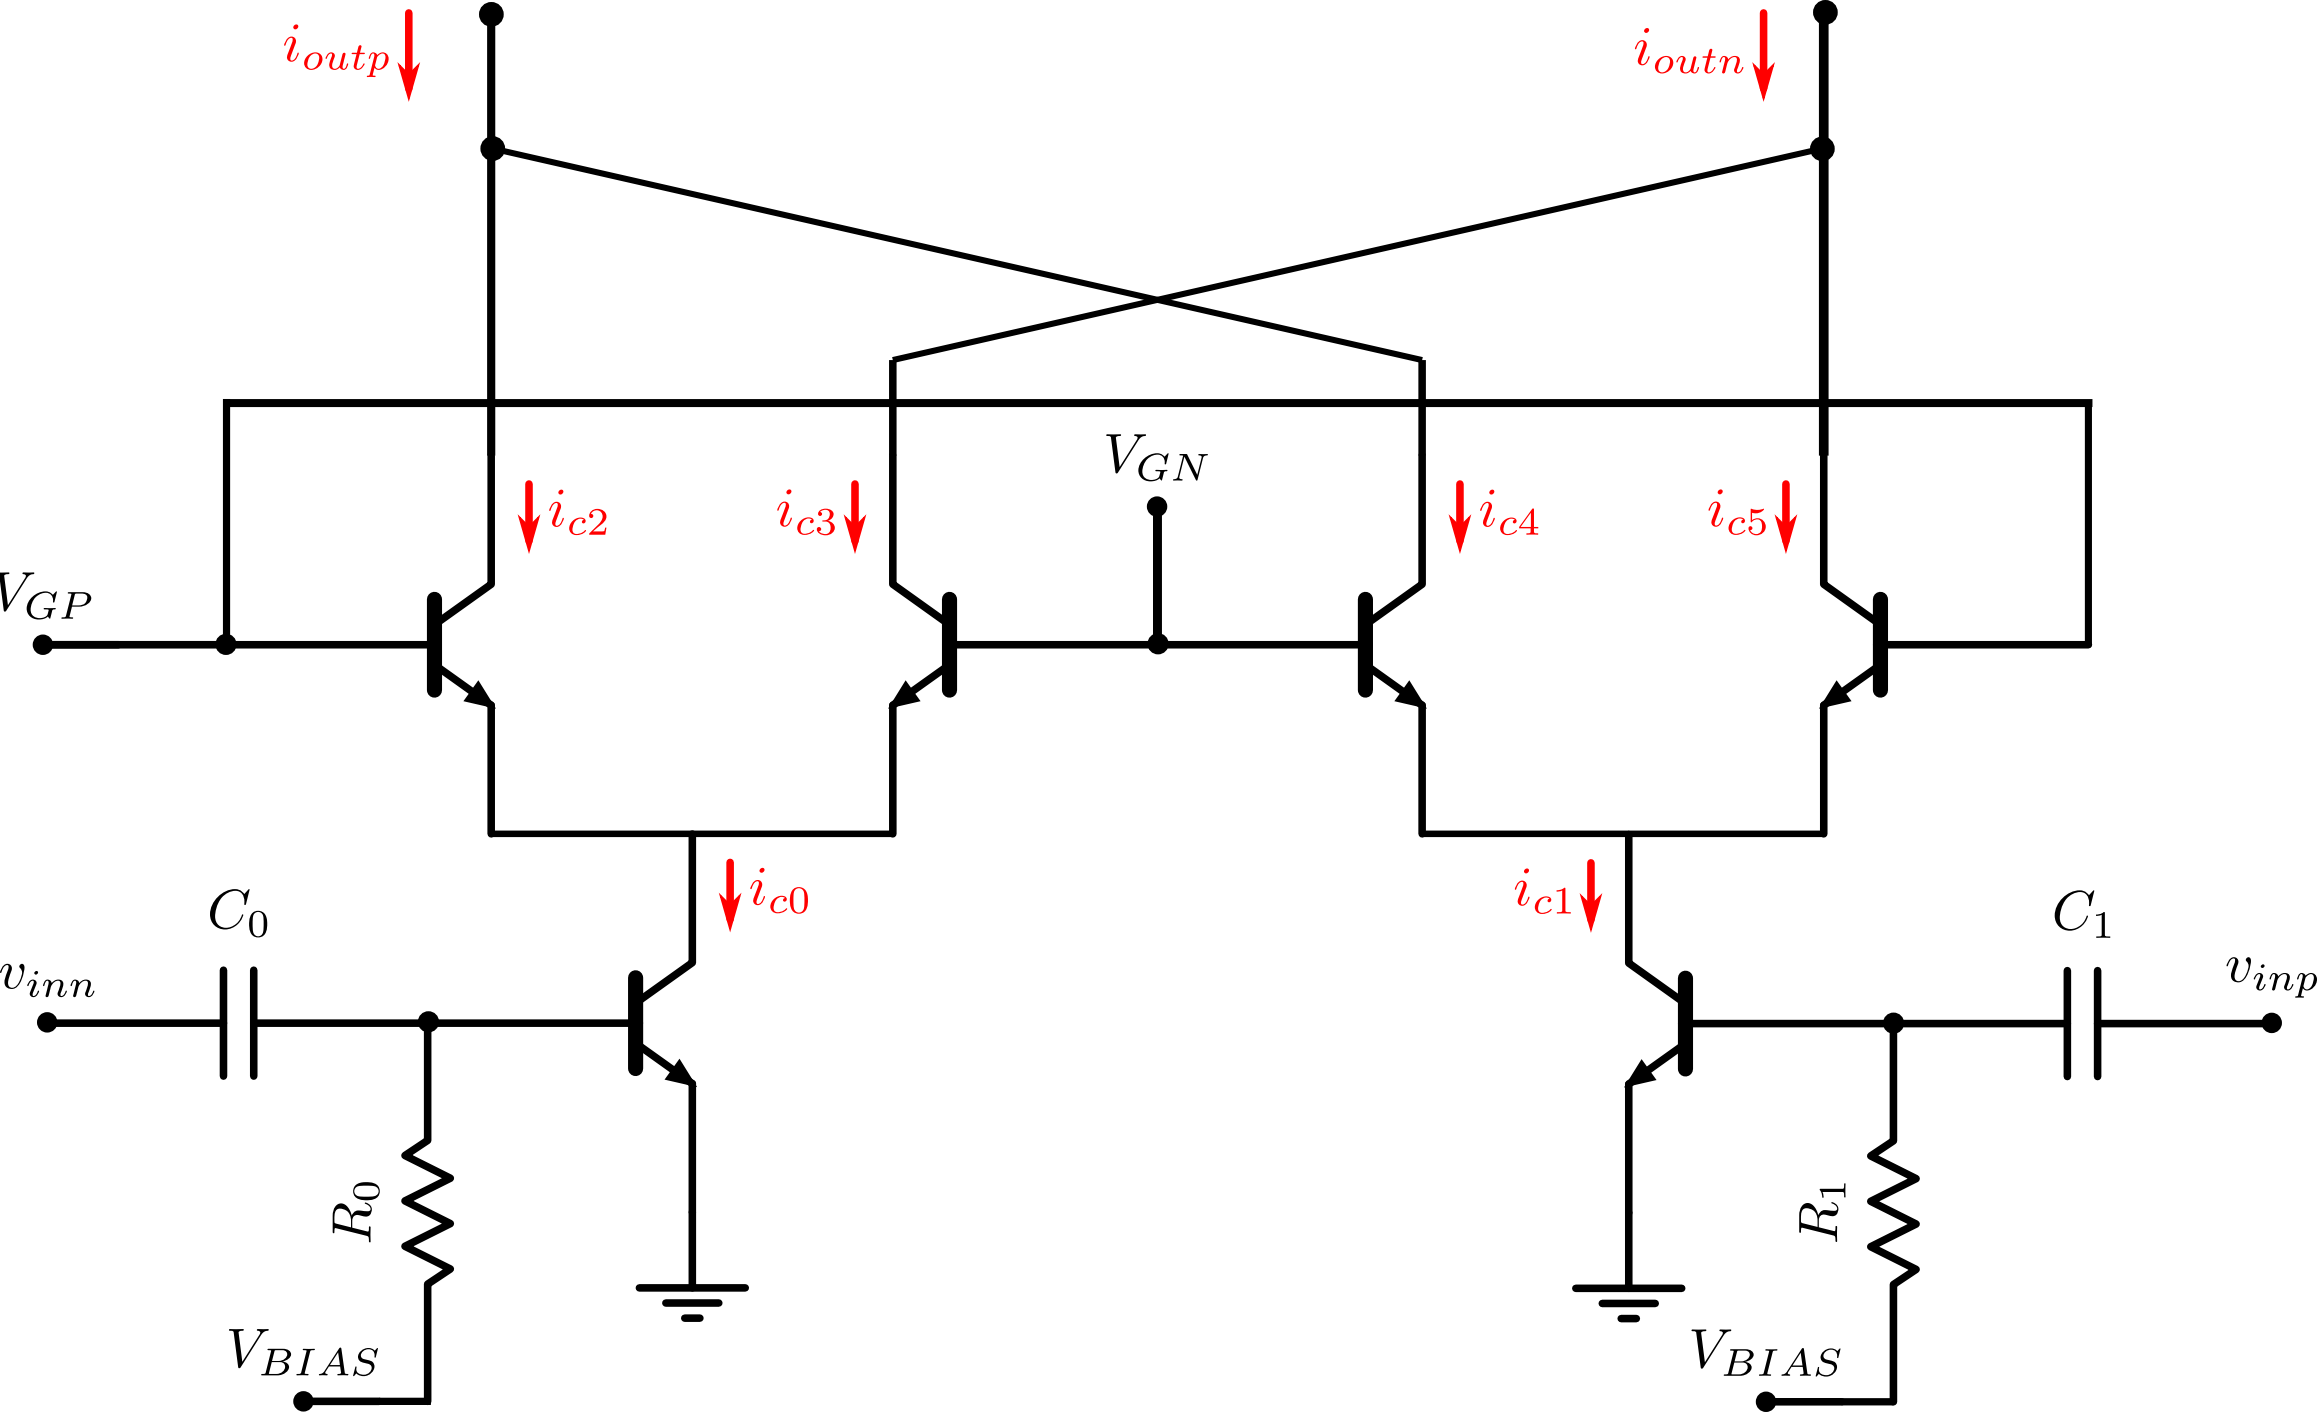 i_outp
i_outn
V_GN
i_c2
i_c3
i_c4
i_c5
V_GP
i_c0
i_c1
C_0
C_1
v_inn
v_inp
R_0
R_1
V_BIAS
V_BIAS